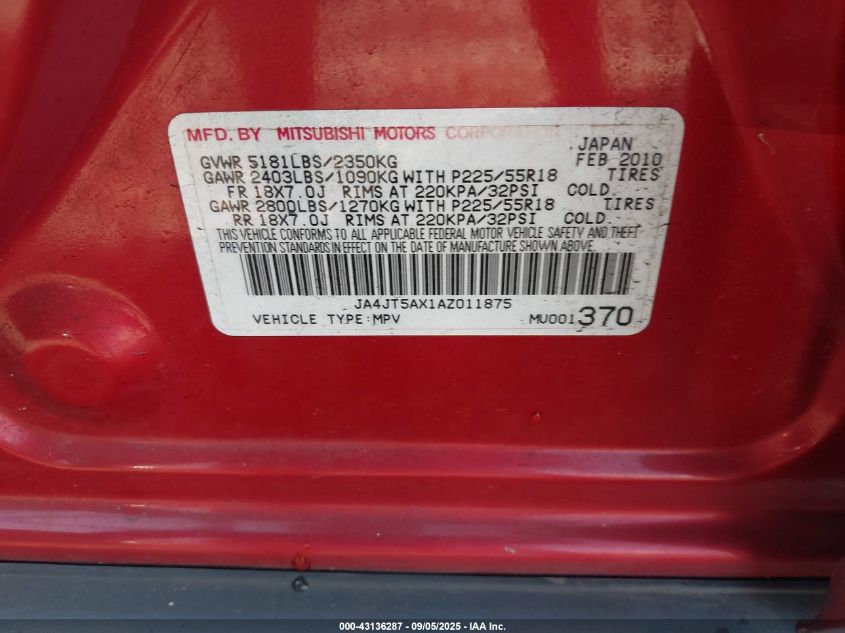 MFD. BY MITSUBISHI MOTORS CORPORATION JAPAN
GVWR 5181LBS/2350KG FEB 2010
GAWR 2403LBS/1090KG WITH P225/55R18 TIRES
FR 18X7.0J RIMS AT 220KPA/32PSI COLD.
GAWR 2800LBS/1270KG WITH P225/55R18 TIRES
RR 18X7.0J RIMS AT 220KPA/32PSI COLD.
THIS VEHICLE CONFORMS TO ALL APPLICABLE FEDERAL MOTOR VEHICLE SAFETY AND THEFT
PREVENTION STANDARDS IN EFFECT ON THE DATE OF MANUFACTURE SHOWN ABOVE.
JA4JT5AX1AZ011875
VEHICLE TYPE:MPV MU001370
000-43136287 - 09/05/2025 - IAA Inc.